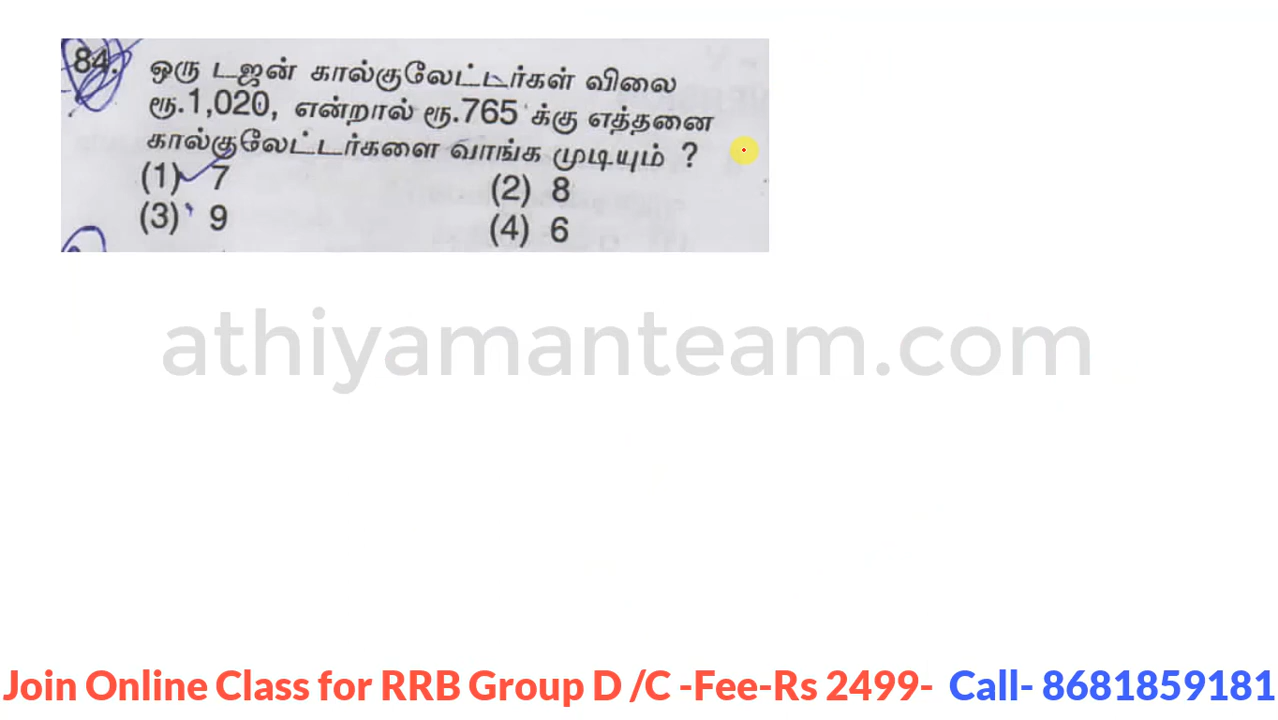 84. ஒரு டஜன் கால்குலேட்டர்கள் விலை
ரூ.1,020, என்றால் ரூ.765 க்கு எத்தனை
கால்குலேட்டர்களை வாங்க முடியும் ?
(1) 7 (2) 8
(3) 9 (4) 6
athiyamanteam.com
Join Online Class for RRB Group D /C -Fee-Rs 2499- Call- 8681859181